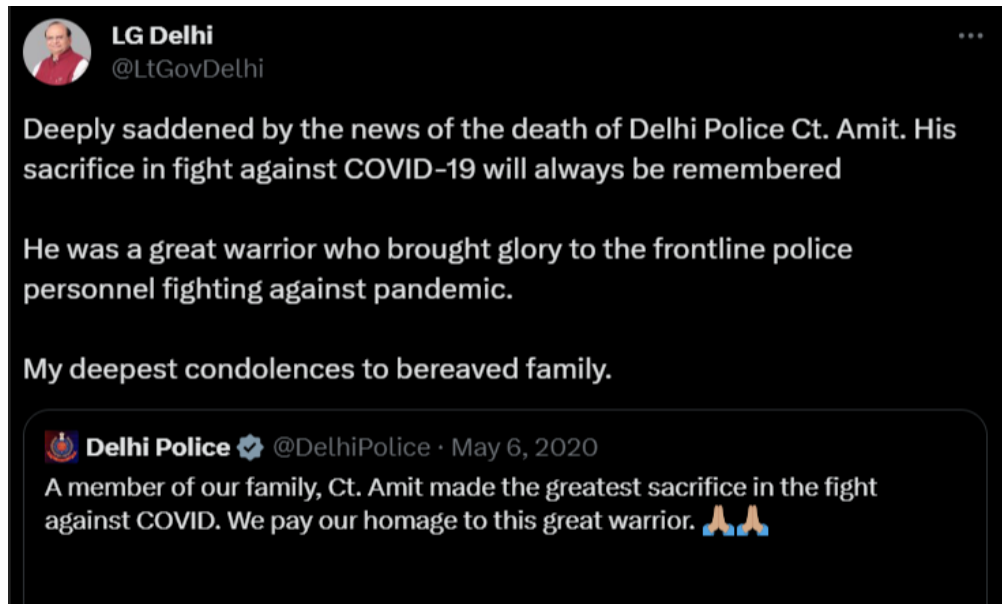 LG Delhi
@LtGovDelhi
Deeply saddened by the news of the death of Delhi Police Ct. Amit. His
sacrifice in fight against COVID-19 will always be remembered
He was a great warrior who brought glory to the frontline police
personnel fighting against pandemic.
My deepest condolences to bereaved family.
Delhi Police @DelhiPolice · May 6, 2020
A member of our family, Ct. Amit made the greatest sacrifice in the fight
against COVID. We pay our homage to this great warrior. 🙏🏼🙏🏼